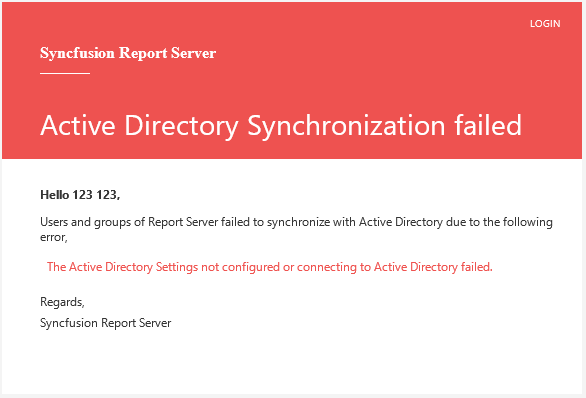 LOGIN
Syncfusion Report Server
Active Directory Synchronization failed
Hello 123 123,
Users and groups of Report Server failed to synchronize with Active Directory due to the following
error,
The Active Directory Settings not configured or connecting to Active Directory failed.
Regards,
Syncfusion Report Server